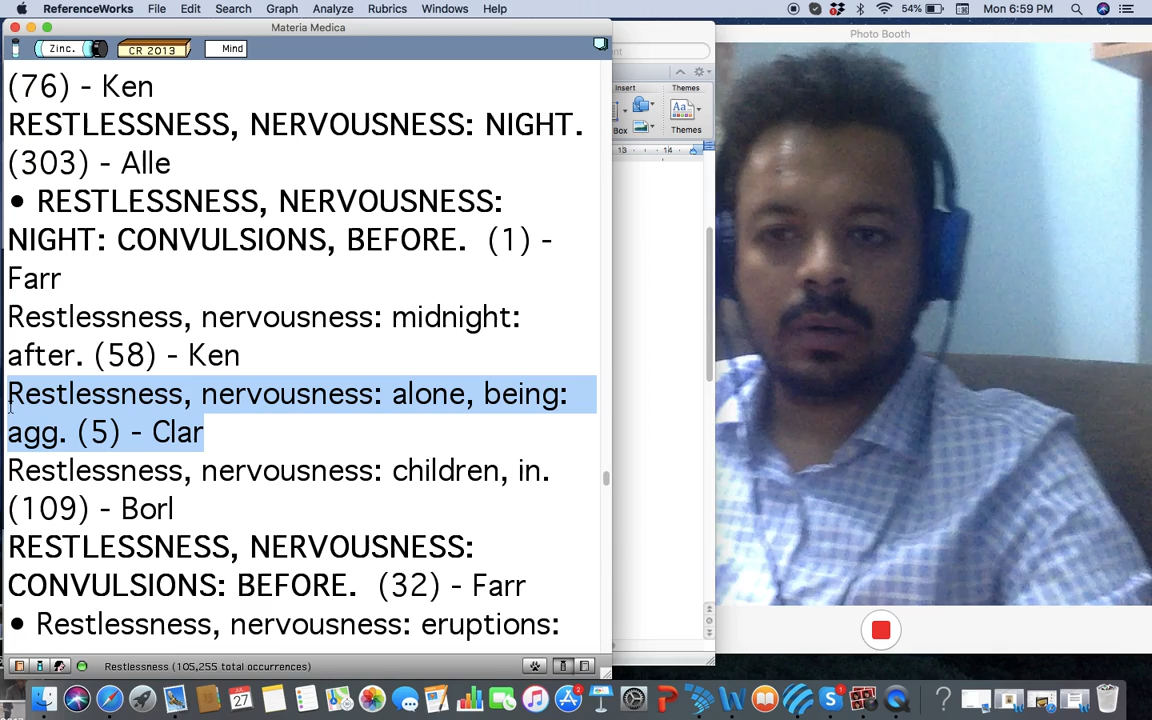 ReferenceWorks File Edit Search Graph Analyze Rubrics Windows Help 54% Mon 6:59 PM
Materia Medica
Photo Booth
Zinc. CR 2013 Mind
Insert Themes
Aa
Box Themes
13 14
(76) - Ken
RESTLESSNESS, NERVOUSNESS: NIGHT.
(303) - Alle
• RESTLESSNESS, NERVOUSNESS:
NIGHT: CONVULSIONS, BEFORE. (1) -
Farr
Restlessness, nervousness: midnight:
after. (58) - Ken
Restlessness, nervousness: alone, being:
agg. (5) - Clar
Restlessness, nervousness: children, in.
(109) - Borl
RESTLESSNESS, NERVOUSNESS:
CONVULSIONS: BEFORE. (32) - Farr
• Restlessness, nervousness: eruptions:
Restlessness (105,255 total occurrences)